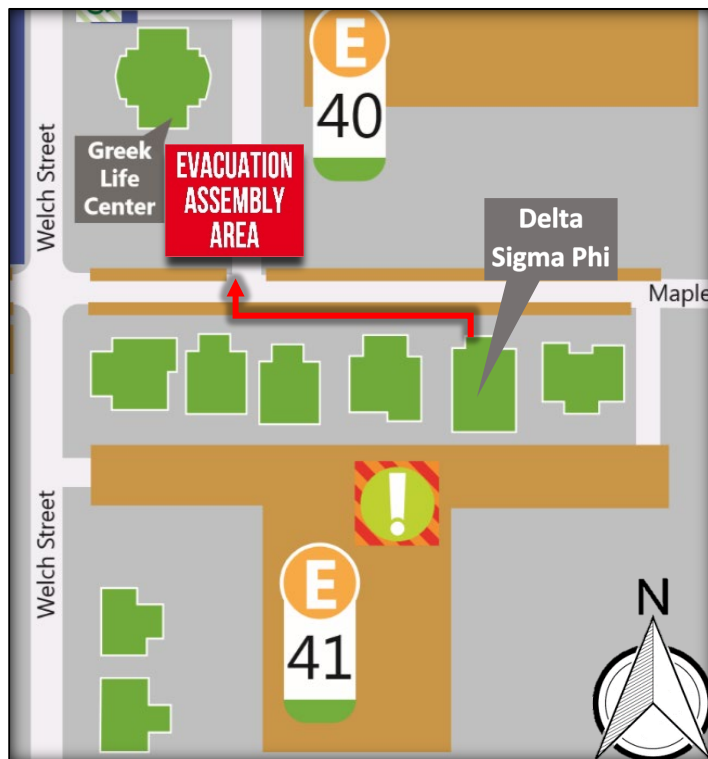 E
40
Welch Street
Greek
Life
Center
EVACUATION
ASSEMBLY
AREA
Delta
Sigma Phi
Maple
!
Welch Street
E
41
N